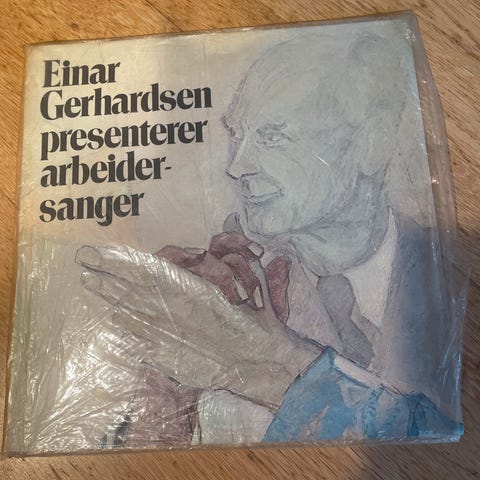 Einar
Gerhardsen
presenterer
arbeider-
sanger